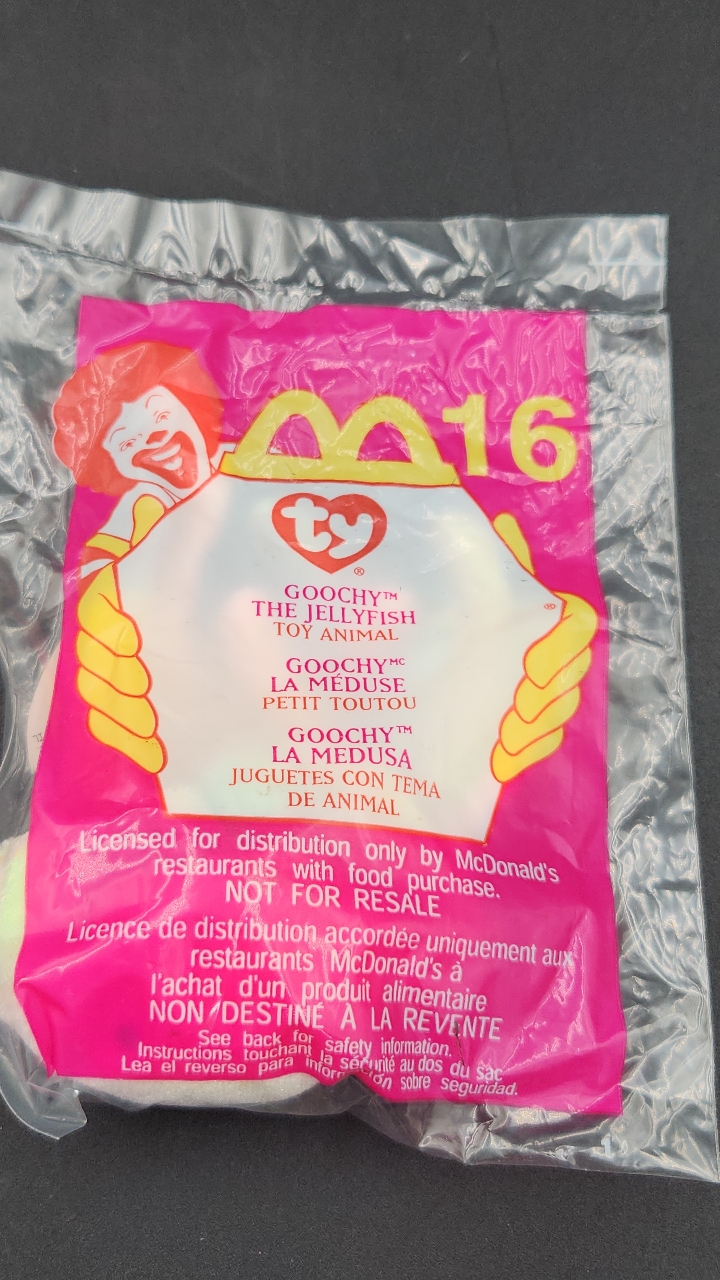 16
ty
®
GOOCHY™
THE JELLYFISH
®
TOY ANIMAL
GOOCHYMC
LA MÉDUSE
PETIT TOUTOU
GOOCHY™
LA MEDUSA
JUGUETES CON TEMA
DE ANIMAL
Licensed for distribution only by McDonald's
restaurants with food purchase.
NOT FOR RESALE
Licence de distribution accordée uniquement aux
restaurants McDonald's à
l'achat d'un produit alimentaire
NON DESTINÉ À LA REVENTE
See back for safety information.
Instructions touchant la sécurité au dos du sac
Lea el reverso para sobre seguridad.